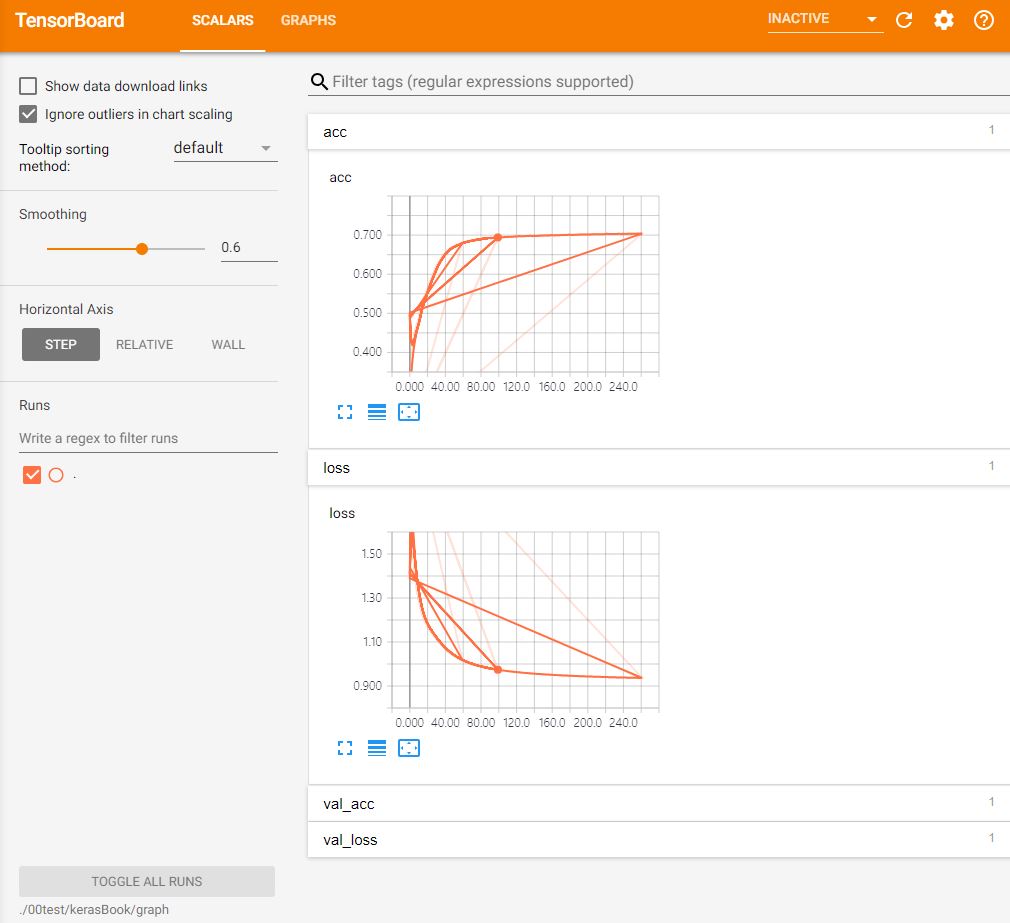 TensorBoard SCALARS GRAPHS INACTIVE
Show data download links
Ignore outliers in chart scaling
Tooltip sorting method: default
Smoothing
0.6
Horizontal Axis
STEP RELATIVE WALL
Runs
Write a regex to filter runs
.
TOGGLE ALL RUNS
./00test/kerasBook/graph
Filter tags (regular expressions supported)
acc 1
acc
0.700
0.600
0.500
0.400
0.000 40.00 80.00 120.0 160.0 200.0 240.0
loss 1
loss
1.50
1.30
1.10
0.900
0.000 40.00 80.00 120.0 160.0 200.0 240.0
val_acc 1
val_loss 1